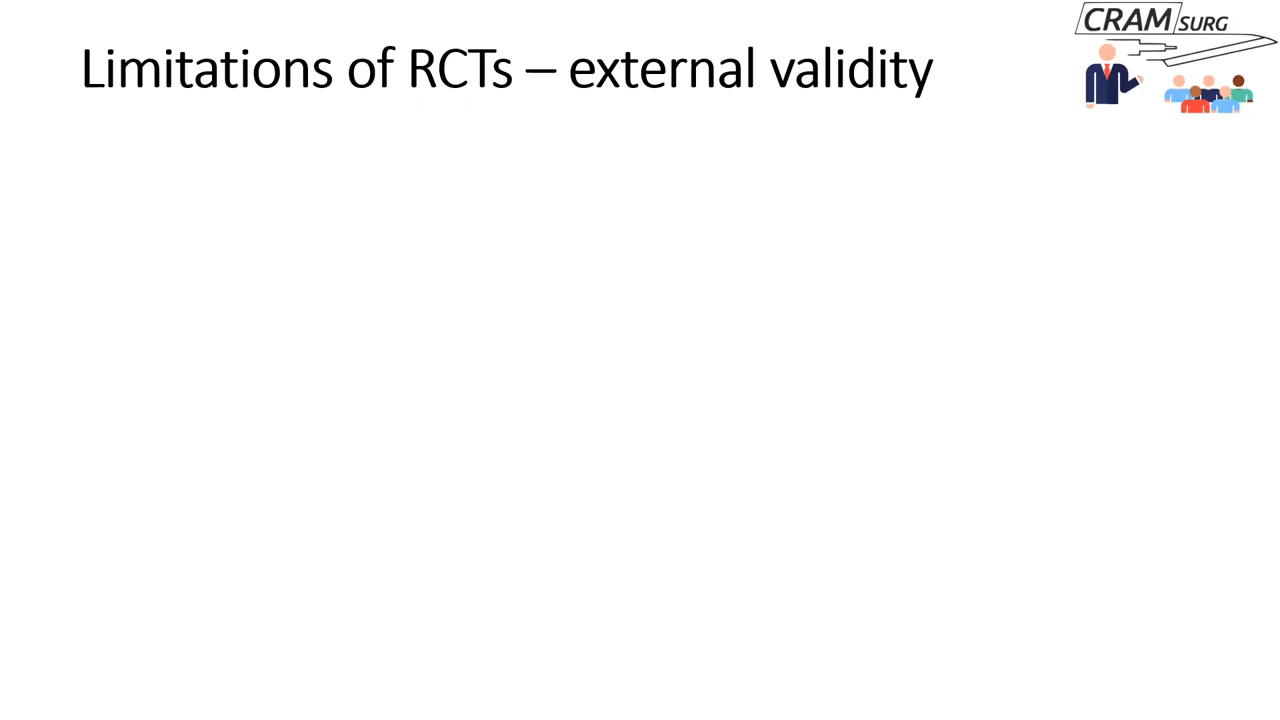 Limitations of RCTs – external validity
CRAM SURG